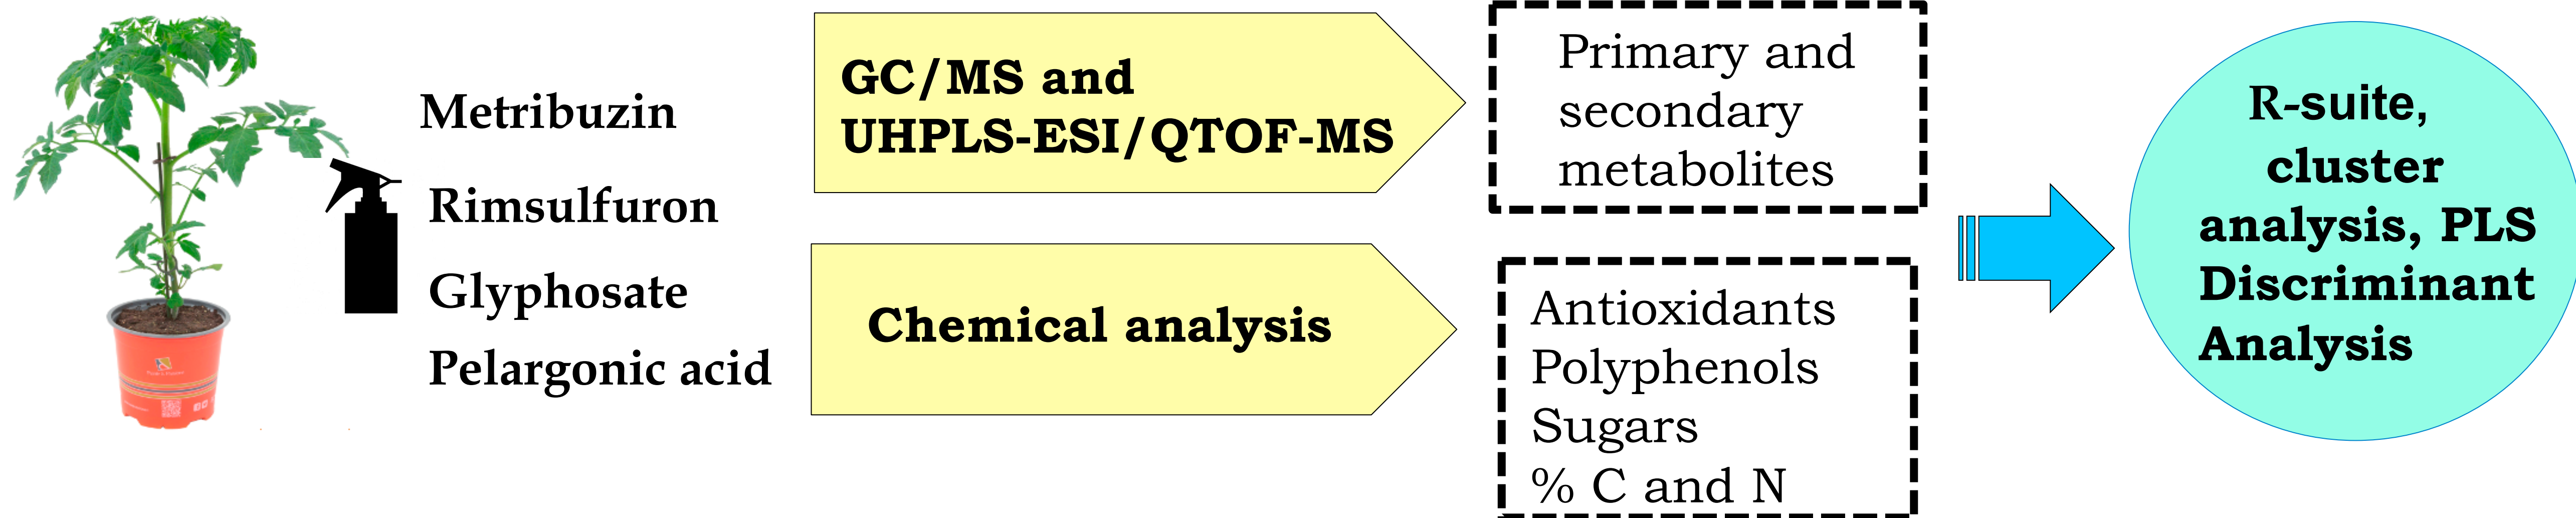 Metribuzin
Rimsulfuron
Glyphosate
Pelargonic acid
GC/MS and
UHPLS-ESI/QTOF-MS
Chemical analysis
Primary and
secondary
metabolites
Antioxidants
Polyphenols
Sugars
% C and N
R-suite,
cluster
analysis, PLS
Discriminant
Analysis